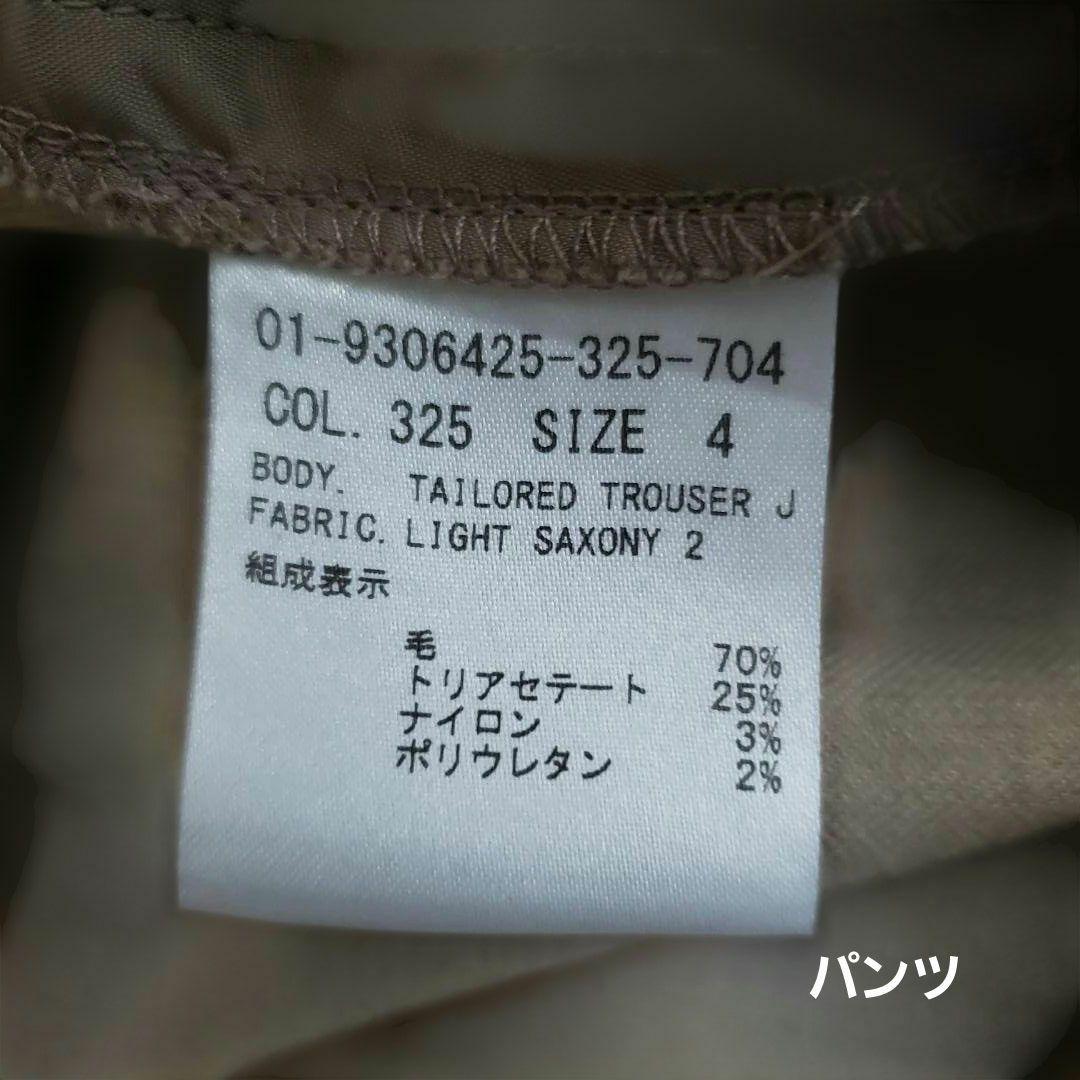 01-9306425-325-704
COL. 325 SIZE 4
BODY. TAILORED TROUSER J
FABRIC. LIGHT SAXONY 2
組成表示
毛 70%
トリアセテート 25%
ナイロン 3%
ポリウレタン 2%
パンツ